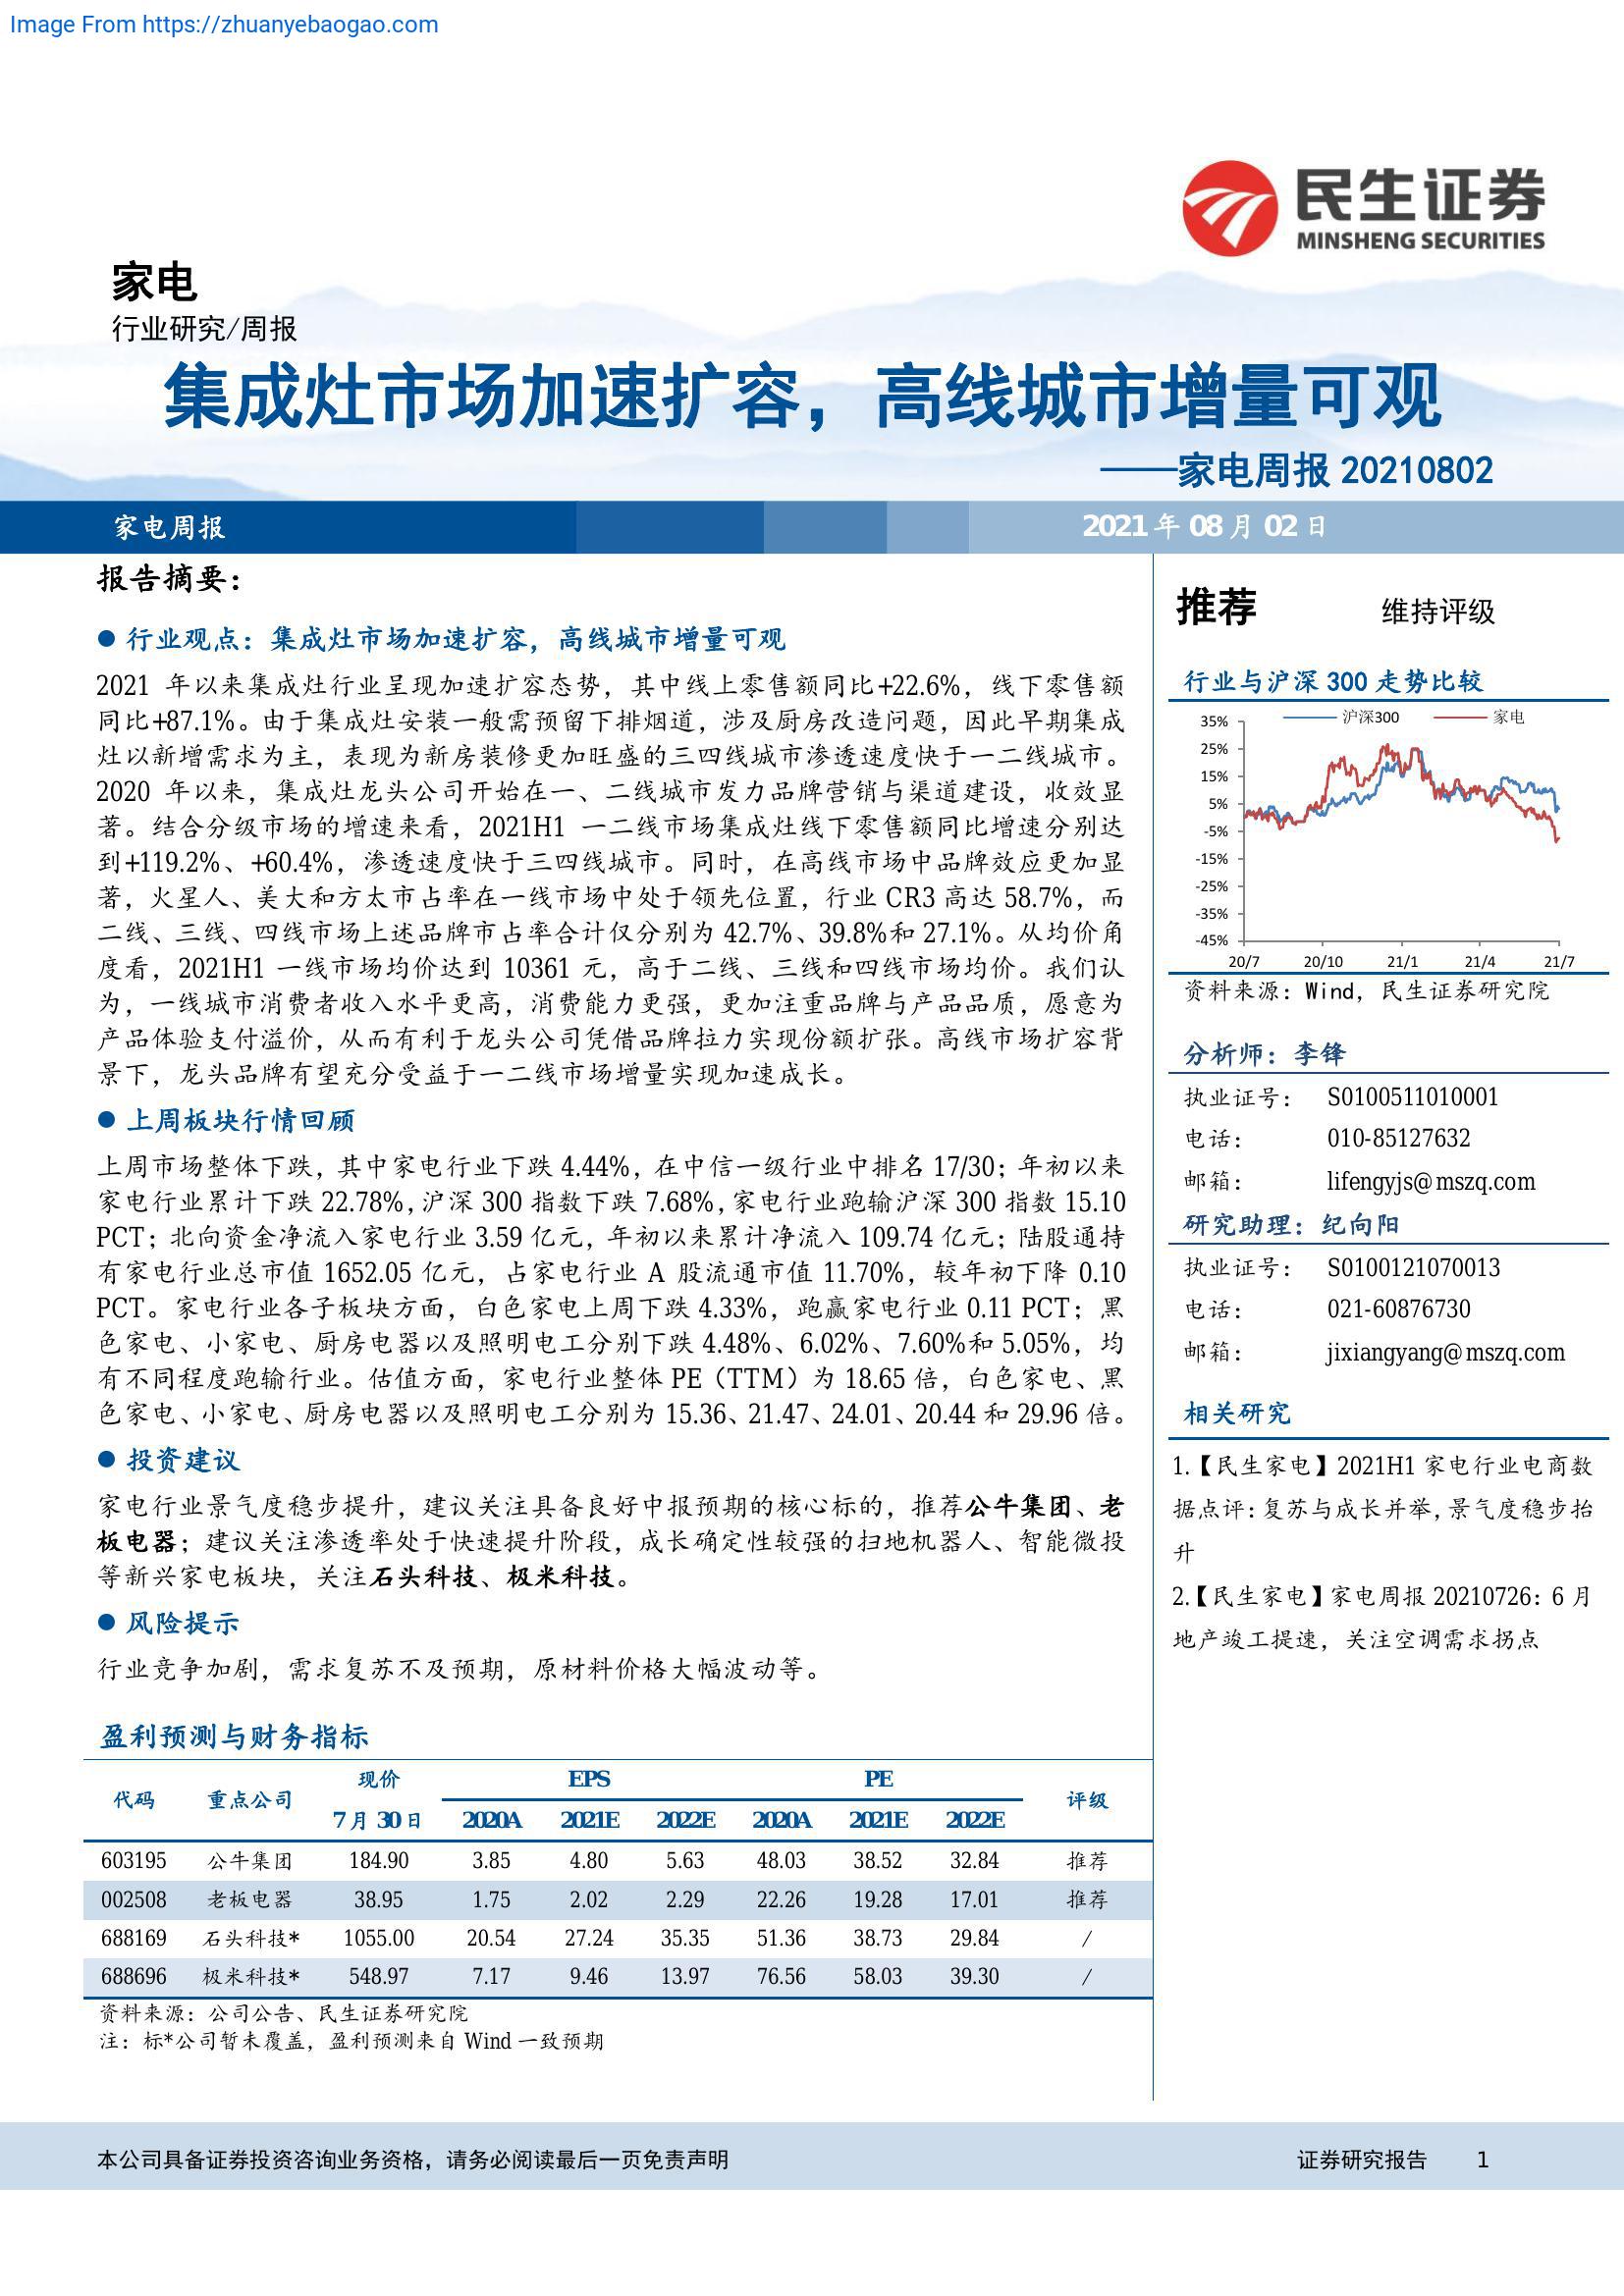 Image From https://zhuanyebaogao.com
民生证券
MINSHENG SECURITIES
家电
行业研究/周报
集成灶市场加速扩容，高线城市增量可观
——家电周报 20210802
家电周报
2021 年 08 月 02 日
报告摘要：
● 行业观点：集成灶市场加速扩容，高线城市增量可观
2021 年以来集成灶行业呈现加速扩容态势，其中线上零售额同比+22.6%，线下零售额
同比+87.1%。由于集成灶安装一般需预留下排烟道，涉及厨房改造问题，因此早期集成
灶以新增需求为主，表现为新房装修更加旺盛的三四线城市渗透速度快于一二线城市。
2020 年以来，集成灶龙头公司开始在一、二线城市发力品牌营销与渠道建设，收效显
著。结合分级市场的增速来看，2021H1 一二线市场集成灶线下零售额同比增速分别达
到+119.2%、+60.4%，渗透速度快于三四线城市。同时，在高线市场中品牌效应更加显
著，火星人、美大和方太市占率在一线市场中处于领先位置，行业 CR3 高达 58.7%，而
二线、三线、四线市场上述品牌市占率合计仅分别为 42.7%、39.8%和 27.1%。从均价角
度看，2021H1 一线市场均价达到 10361 元，高于二线、三线和四线市场均价。我们认
为，一线城市消费者收入水平更高，消费能力更强，更加注重品牌与产品品质，愿意为
产品体验支付溢价，从而有利于龙头公司凭借品牌拉力实现份额扩张。高线市场扩容背
景下，龙头品牌有望充分受益于一二线市场增量实现加速成长。
● 上周板块行情回顾
上周市场整体下跌，其中家电行业下跌 4.44%，在中信一级行业中排名 17/30；年初以来
家电行业累计下跌 22.78%，沪深 300 指数下跌 7.68%，家电行业跑输沪深 300 指数 15.10
PCT；北向资金净流入家电行业 3.59 亿元，年初以来累计净流入 109.74 亿元；陆股通持
有家电行业总市值 1652.05 亿元，占家电行业 A 股流通市值 11.70%，较年初下降 0.10
PCT。家电行业各子板块方面，白色家电上周下跌 4.33%，跑赢家电行业 0.11 PCT；黑
色家电、小家电、厨房电器以及照明电工分别下跌 4.48%、6.02%、7.60%和 5.05%，均
有不同程度跑输行业。估值方面，家电行业整体 PE（TTM）为 18.65 倍，白色家电、黑
色家电、小家电、厨房电器以及照明电工分别为 15.36、21.47、24.01、20.44 和 29.96 倍。
● 投资建议
家电行业景气度稳步提升，建议关注具备良好中报预期的核心标的，推荐公牛集团、老
板电器；建议关注渗透率处于快速提升阶段，成长确定性较强的扫地机器人、智能微投
等新兴家电板块，关注石头科技、极米科技。
● 风险提示
行业竞争加剧，需求复苏不及预期，原材料价格大幅波动等。
盈利预测与财务指标
代码 重点公司 现价 EPS PE 评级
7 月 30 日 2020A 2021E 2022E 2020A 2021E 2022E
603195 公牛集团 184.90 3.85 4.80 5.63 48.03 38.52 32.84 推荐
002508 老板电器 38.95 1.75 2.02 2.29 22.26 19.28 17.01 推荐
688169 石头科技* 1055.00 20.54 27.24 35.35 51.36 38.73 29.84 /
688696 极米科技* 548.97 7.17 9.46 13.97 76.56 58.03 39.30 /
资料来源：公司公告、民生证券研究院
注：标*公司暂未覆盖，盈利预测来自 Wind 一致预期
推荐 维持评级
行业与沪深 300 走势比较
沪深300 家电
35%
25%
15%
5%
-5%
-15%
-25%
-35%
-45%
20/7 20/10 21/1 21/4 21/7
资料来源：Wind，民生证券研究院
分析师：李锋
执业证号： S0100511010001
电话： 010-85127632
邮箱： lifengyjs@mszq.com
研究助理：纪向阳
执业证号： S0100121070013
电话： 021-60876730
邮箱： jixiangyang@mszq.com
相关研究
1.【民生家电】2021H1 家电行业电商数
据点评：复苏与成长并举，景气度稳步抬
升
2.【民生家电】家电周报 20210726：6 月
地产竣工提速，关注空调需求拐点
本公司具备证券投资咨询业务资格，请务必阅读最后一页免责声明
证券研究报告 1